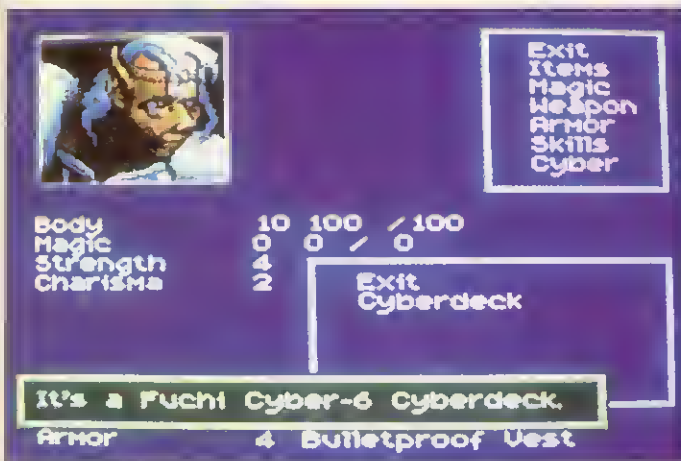 Exit
Items
Magic
Weapon
Armor
Skills
Cyber
Body 10 100 /100
Magic 0 0 / 0
Strength 4
Charisma 2
Exit
Cyberdeck
It's a Fuchi Cyber-6 Cyberdeck.
Armor 4 Bulletproof Vest